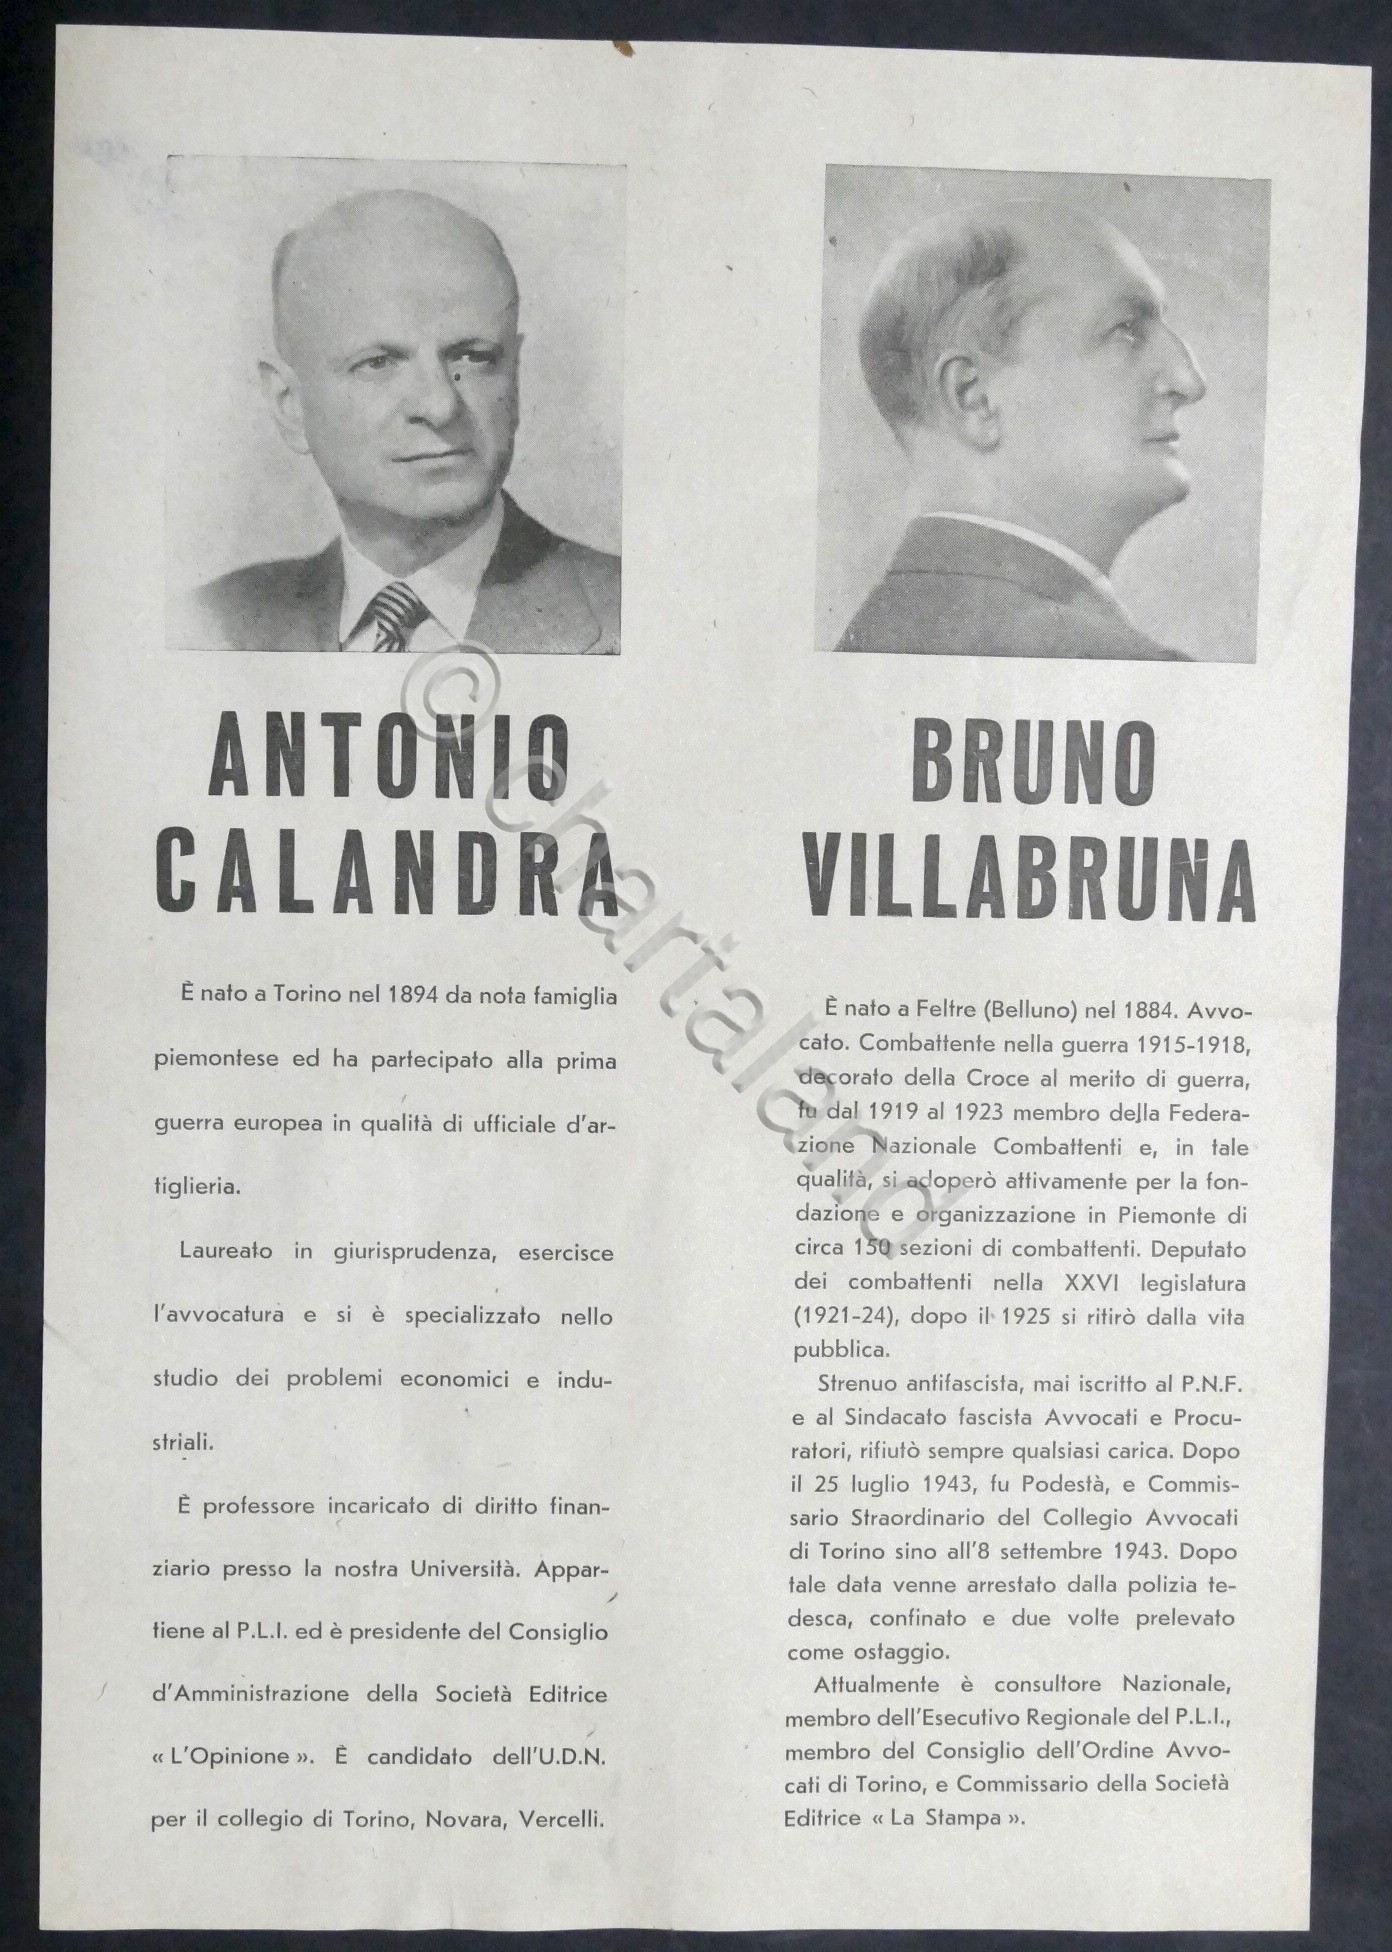 ANTONIO
CALANDRA
È nato a Torino nel 1894 da nota famiglia
piemontese ed ha partecipato alla prima
guerra europea in qualità di ufficiale d'ar-
tiglieria.
Laureato in giurisprudenza, esercisce
l'avvocatura e si è specializzato nello
studio dei problemi economici e indu-
striali.
È professore incaricato di diritto finan-
ziario presso la nostra Università. Appar-
tiene al P.L.I. ed è presidente del Consiglio
d'Amministrazione della Società Editrice
« L'Opinione ». È candidato dell'U.D.N.
per il collegio di Torino, Novara, Vercelli.
BRUNO
VILLABRUNA
È nato a Feltre (Belluno) nel 1884. Avvo-
cato. Combattente nella guerra 1915-1918,
decorato della Croce al merito di guerra,
fu dal 1919 al 1923 membro della Federa-
zione Nazionale Combattenti e, in tale
qualità, si adoperò attivamente per la fon-
dazione e organizzazione in Piemonte di
circa 150 sezioni di combattenti. Deputato
dei combattenti nella XXVI legislatura
(1921-24), dopo il 1925 si ritirò dalla vita
pubblica.
Strenuo antifascista, mai iscritto al P.N.F.
e al Sindacato fascista Avvocati e Procu-
ratori, rifiutò sempre qualsiasi carica. Dopo
il 25 luglio 1943, fu Podestà, e Commis-
sario Straordinario del Collegio Avvocati
di Torino sino all'8 settembre 1943. Dopo
tale data venne arrestato dalla polizia te-
desca, confinato e due volte prelevato
come ostaggio.
Attualmente è consultore Nazionale,
membro dell'Esecutivo Regionale del P.L.I.,
membro del Consiglio dell'Ordine Avvo-
cati di Torino, e Commissario della Società
Editrice « La Stampa ».
© chartaland